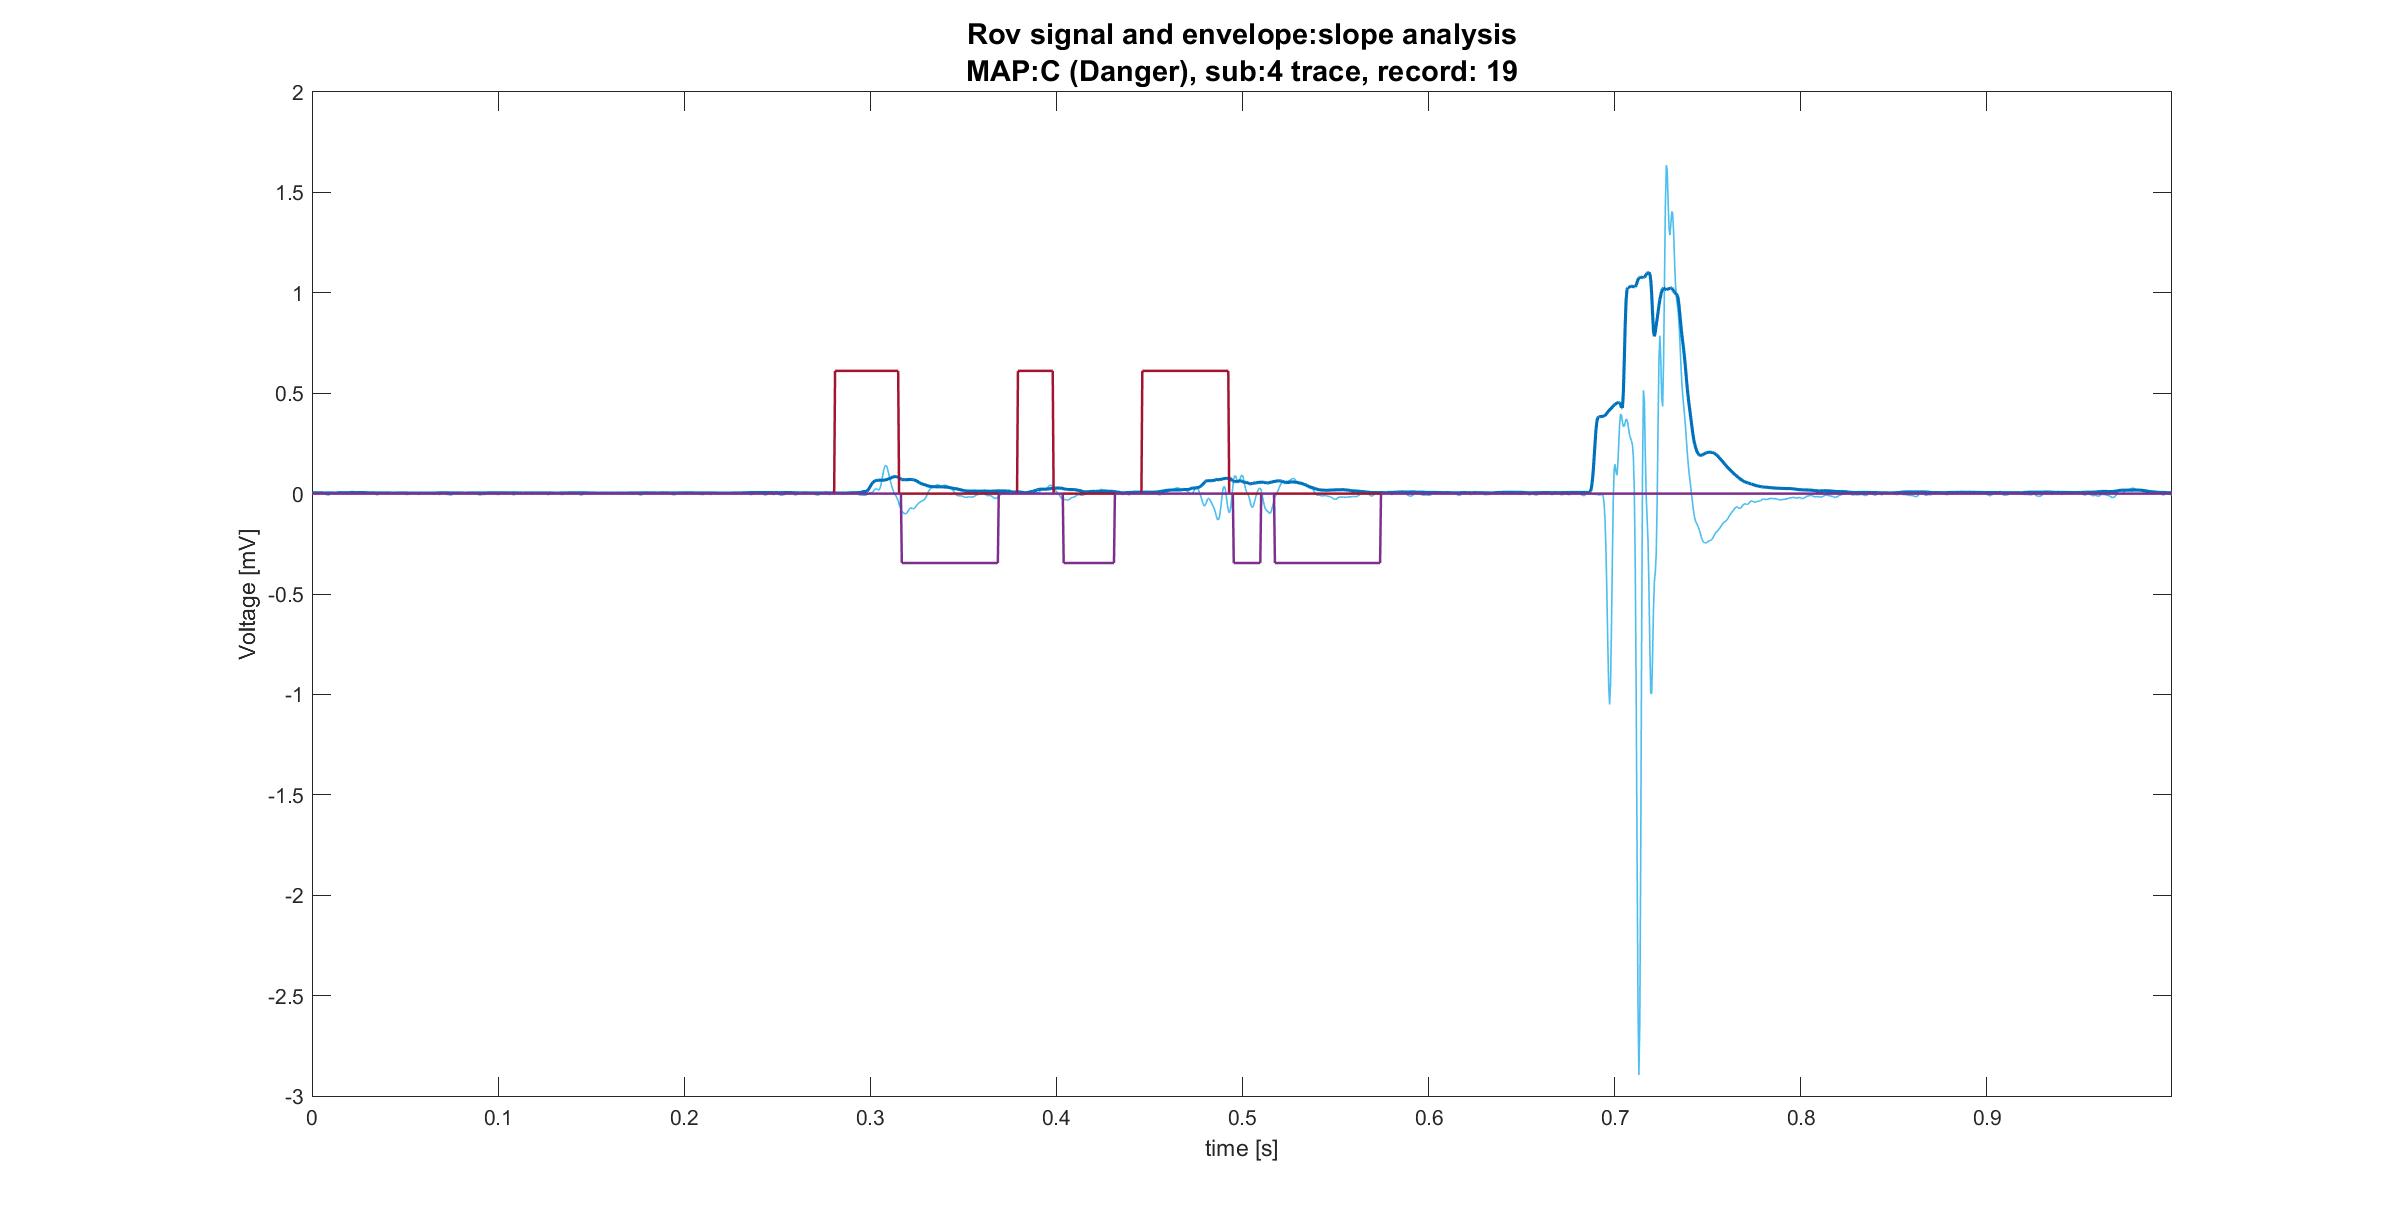 Rov signal and envelope:slope analysis
MAP:C (Danger), sub:4 trace, record: 19
2
1.5
1
0.5
0
-0.5
-1
-1.5
-2
-2.5
-3
Voltage [mV]
0 0.1 0.2 0.3 0.4 0.5 0.6 0.7 0.8 0.9
time [s]